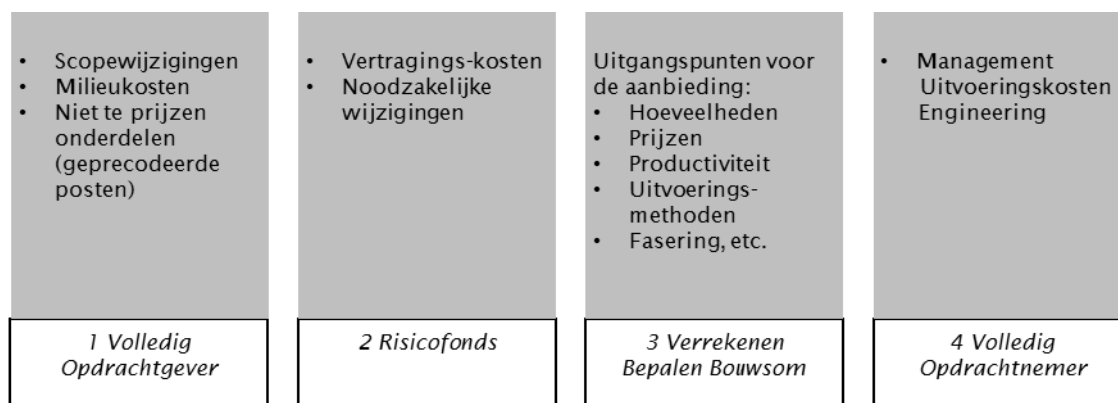 • Scopewijzigingen
• Milieukosten
• Niet te prijzen
onderdelen
(geprecodeerde
posten)
1 Volledig
Opdrachtgever
• Vertragings-kosten
• Noodzakelijke
wijzigingen
2 Risicofonds
Uitgangspunten voor
de aanbieding:
• Hoeveelheden
• Prijzen
• Productiviteit
• Uitvoerings-
methoden
• Fasering, etc.
3 Verrekenen
Bepalen Bouwsom
• Management
Uitvoeringskosten
Engineering
4 Volledig
Opdrachtnemer